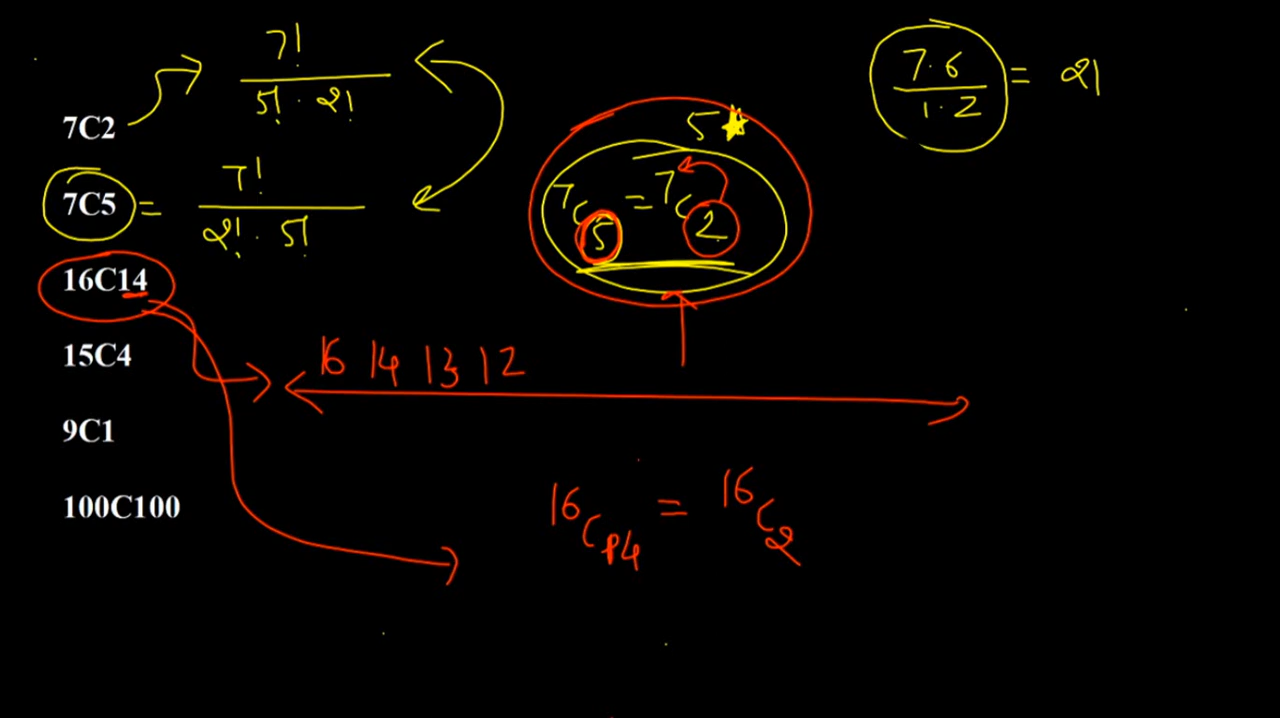 7!
5! · 2!
7·6
1·2
= 21
7C2
5★
7C5 =
7!
2! · 5!
7C5 = 7C2
16C14
15C4
16 14 13 12
9C1
16C14 = 16C2
100C100